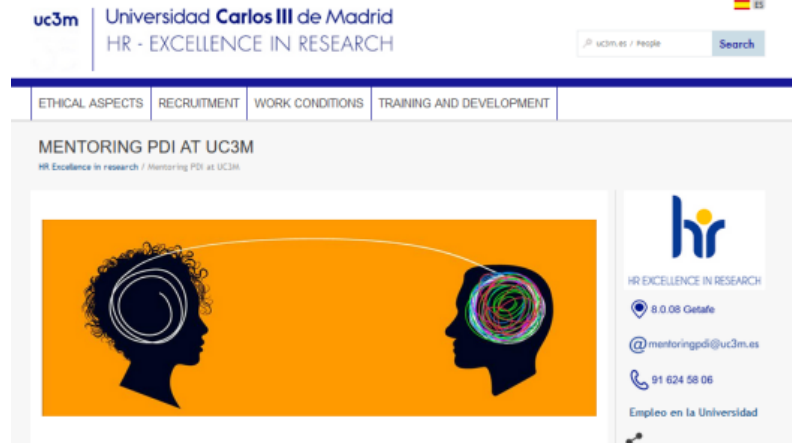 ES
uc3m
Universidad Carlos III de Madrid
HR - EXCELLENCE IN RESEARCH
uc3m.es / People
Search
ETHICAL ASPECTS
RECRUITMENT
WORK CONDITIONS
TRAINING AND DEVELOPMENT
MENTORING PDI AT UC3M
HR Excellence in research / Mentoring PDI at UC3M
hr
HR EXCELLENCE IN RESEARCH
8.0.08 Getafe
@ mentoringpdi@uc3m.es
91 624 58 06
Empleo en la Universidad